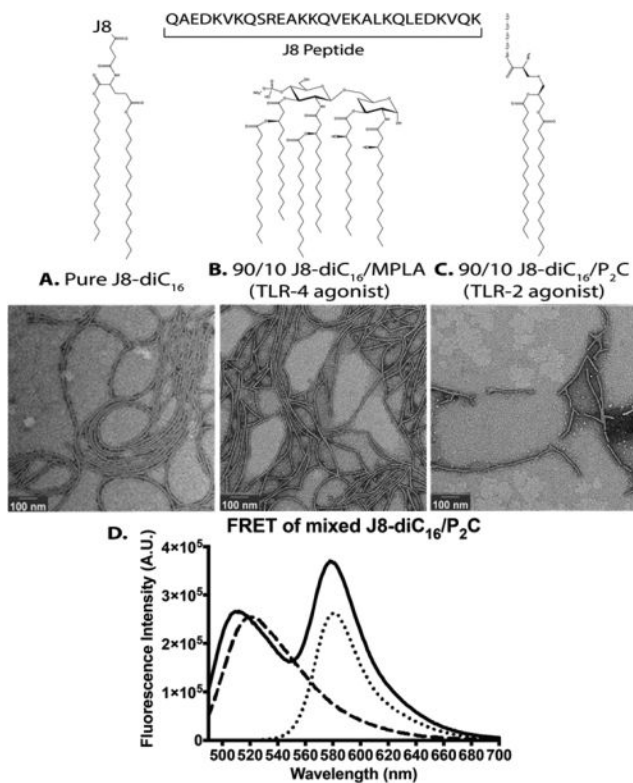 J8
QAEDKVKQSREAKKQVEKALKQLEDKVQK
J8 Peptide
A. Pure J8-diC₁₆
B. 90/10 J8-diC₁₆/MPLA
(TLR-4 agonist)
C. 90/10 J8-diC₁₆/P₂C
(TLR-2 agonist)
100 nm
100 nm
100 nm
D. FRET of mixed J8-diC₁₆/P₂C
Fluorescence Intensity (A.U.)
4×10⁵
3×10⁵
2×10⁵
1×10⁵
0
500 520 540 560 580 600 620 640 660 680 700
Wavelength (nm)